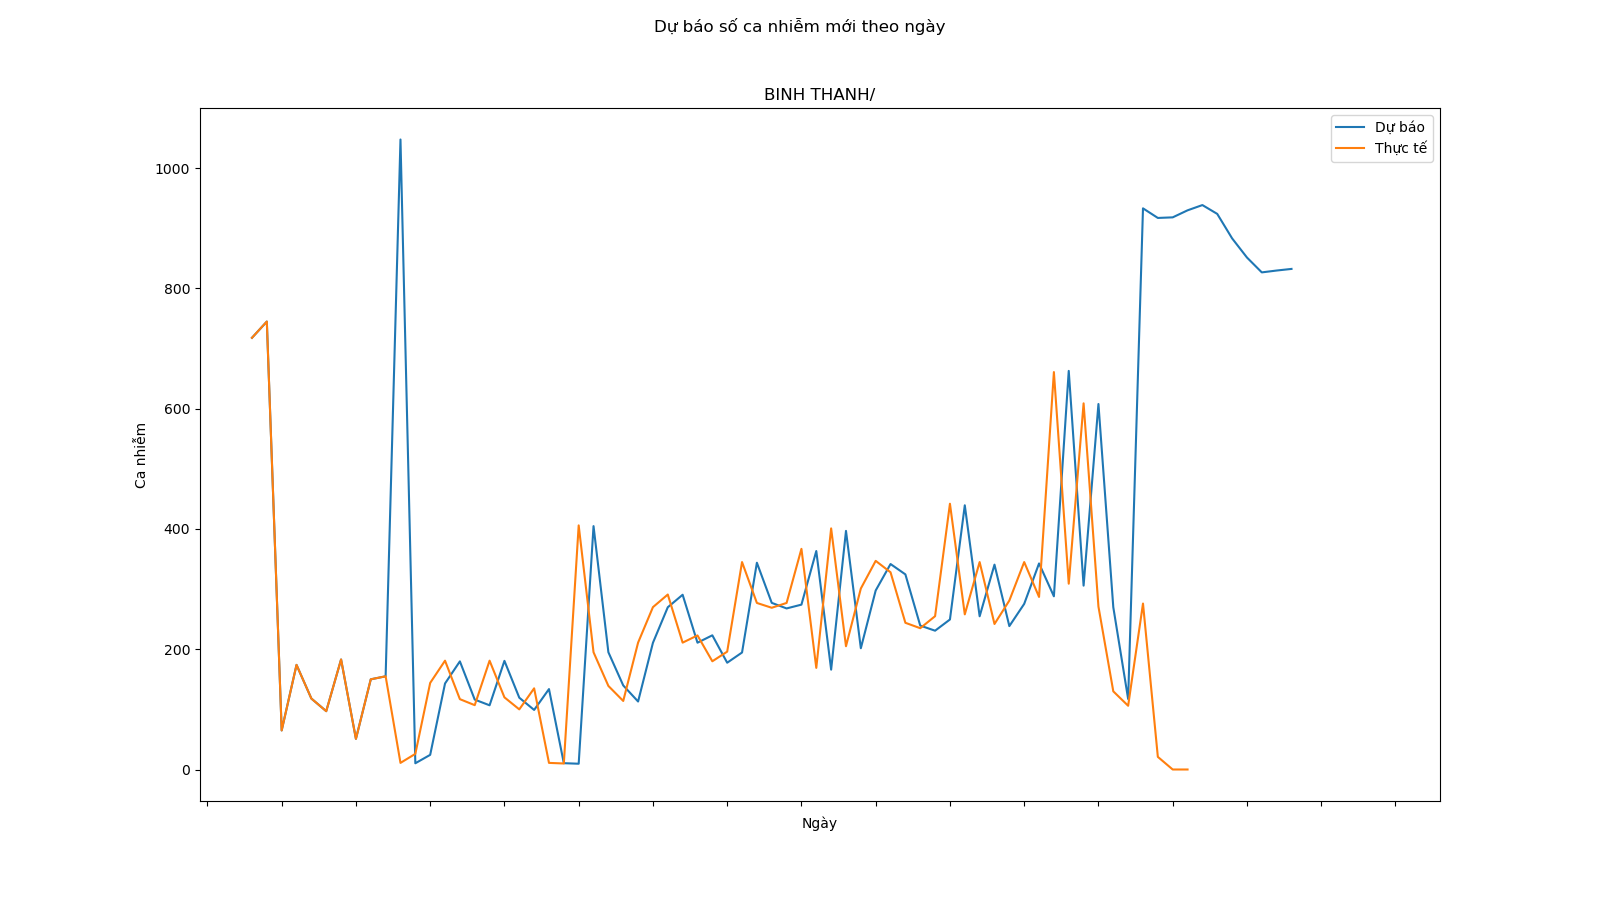 Dự báo số ca nhiễm mới theo ngày
BINH THANH/
Dự báo
Thực tế
1000
800
600
400
200
0
Ca nhiễm
Ngày